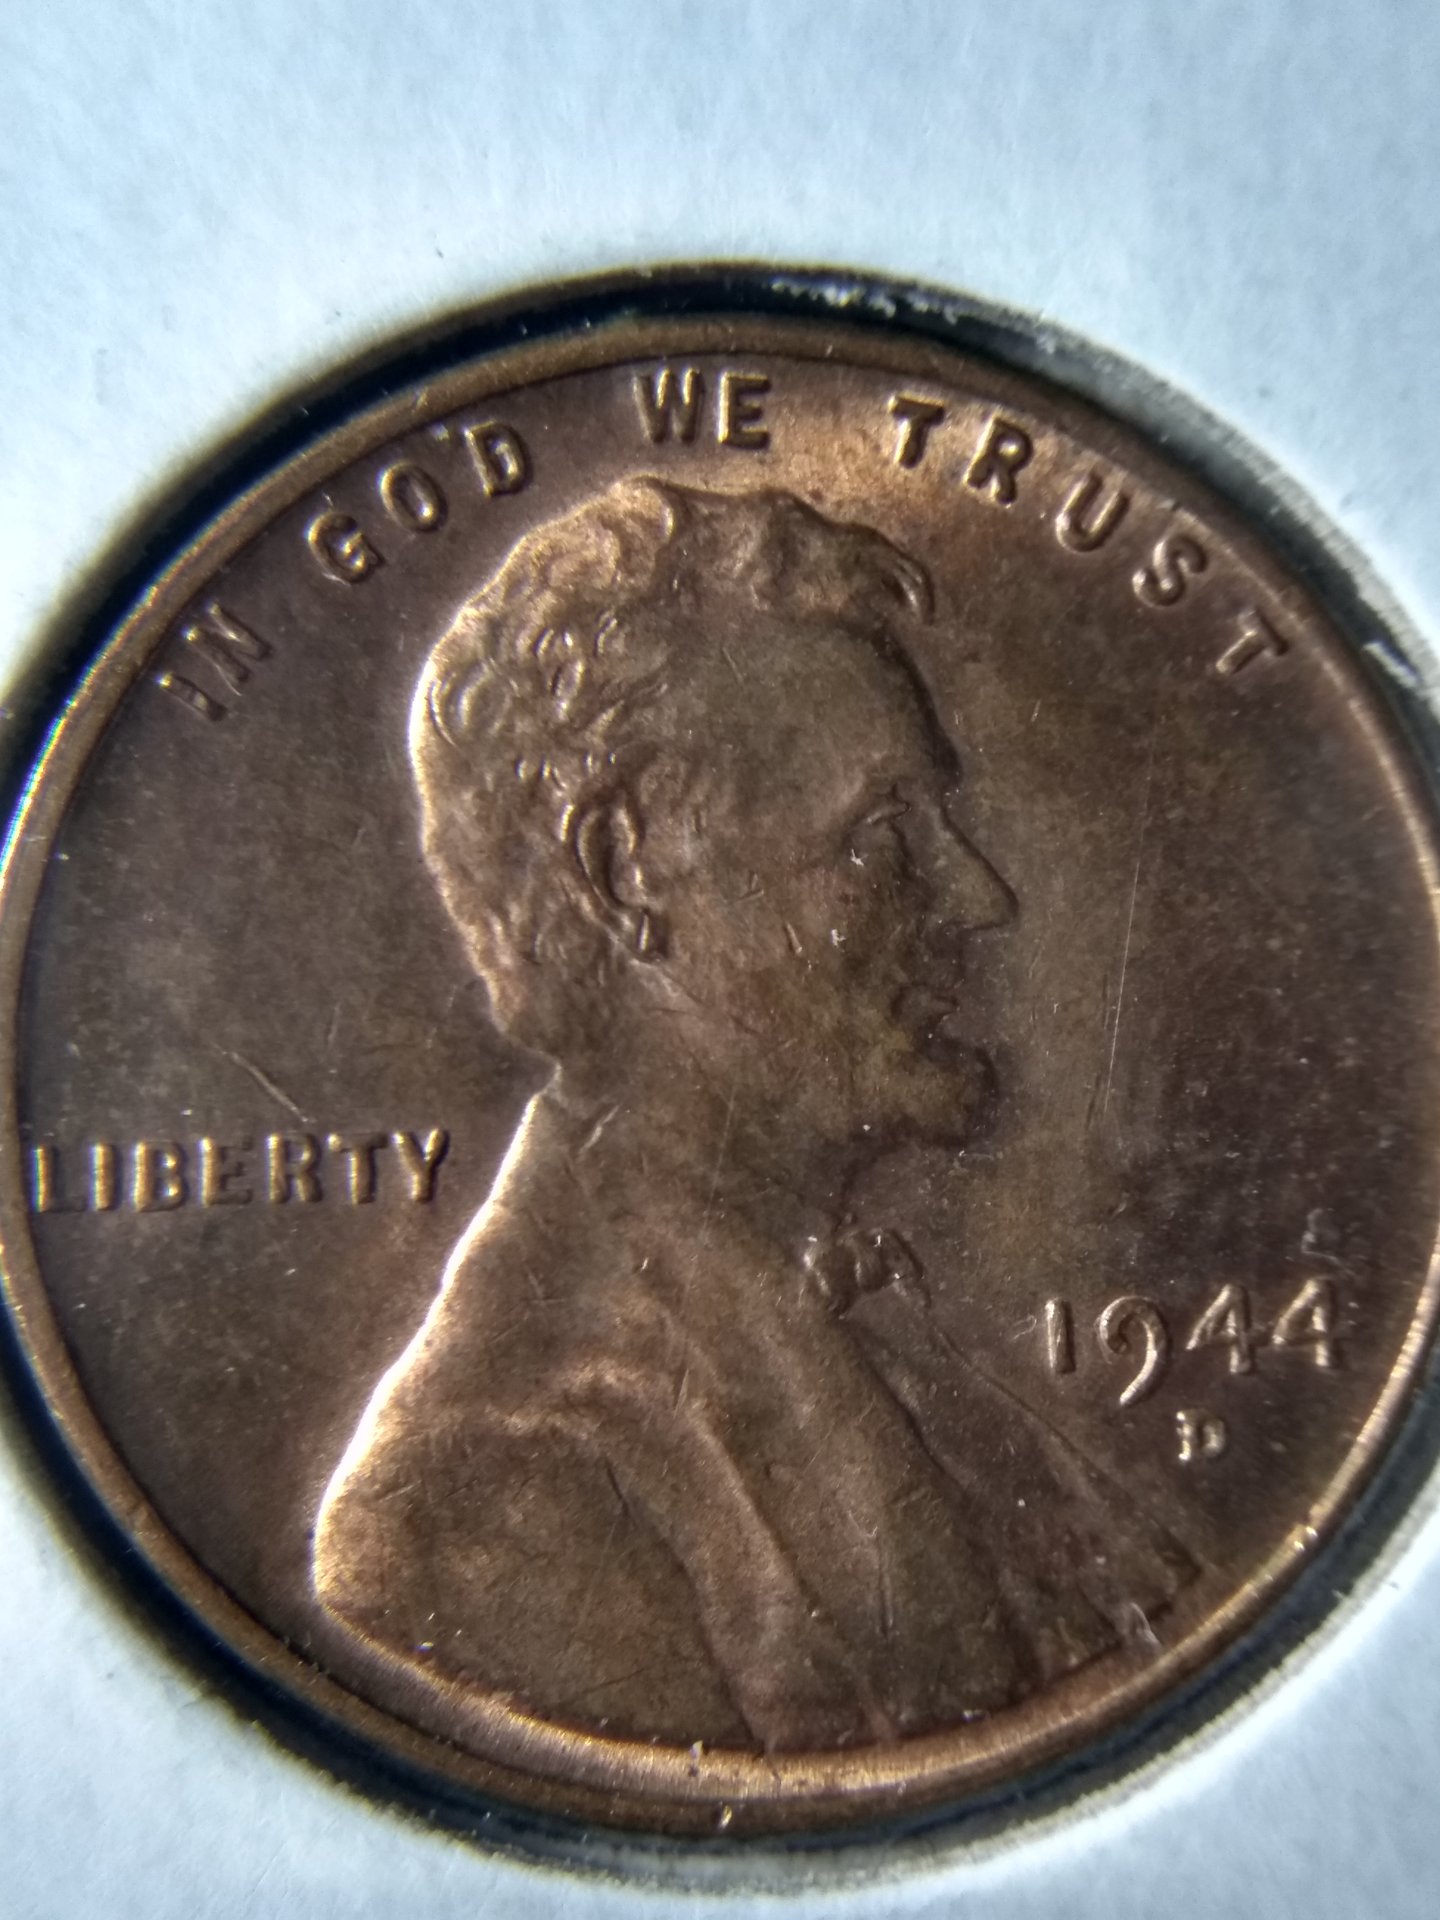 IN GOD WE TRUST
LIBERTY
1944
D